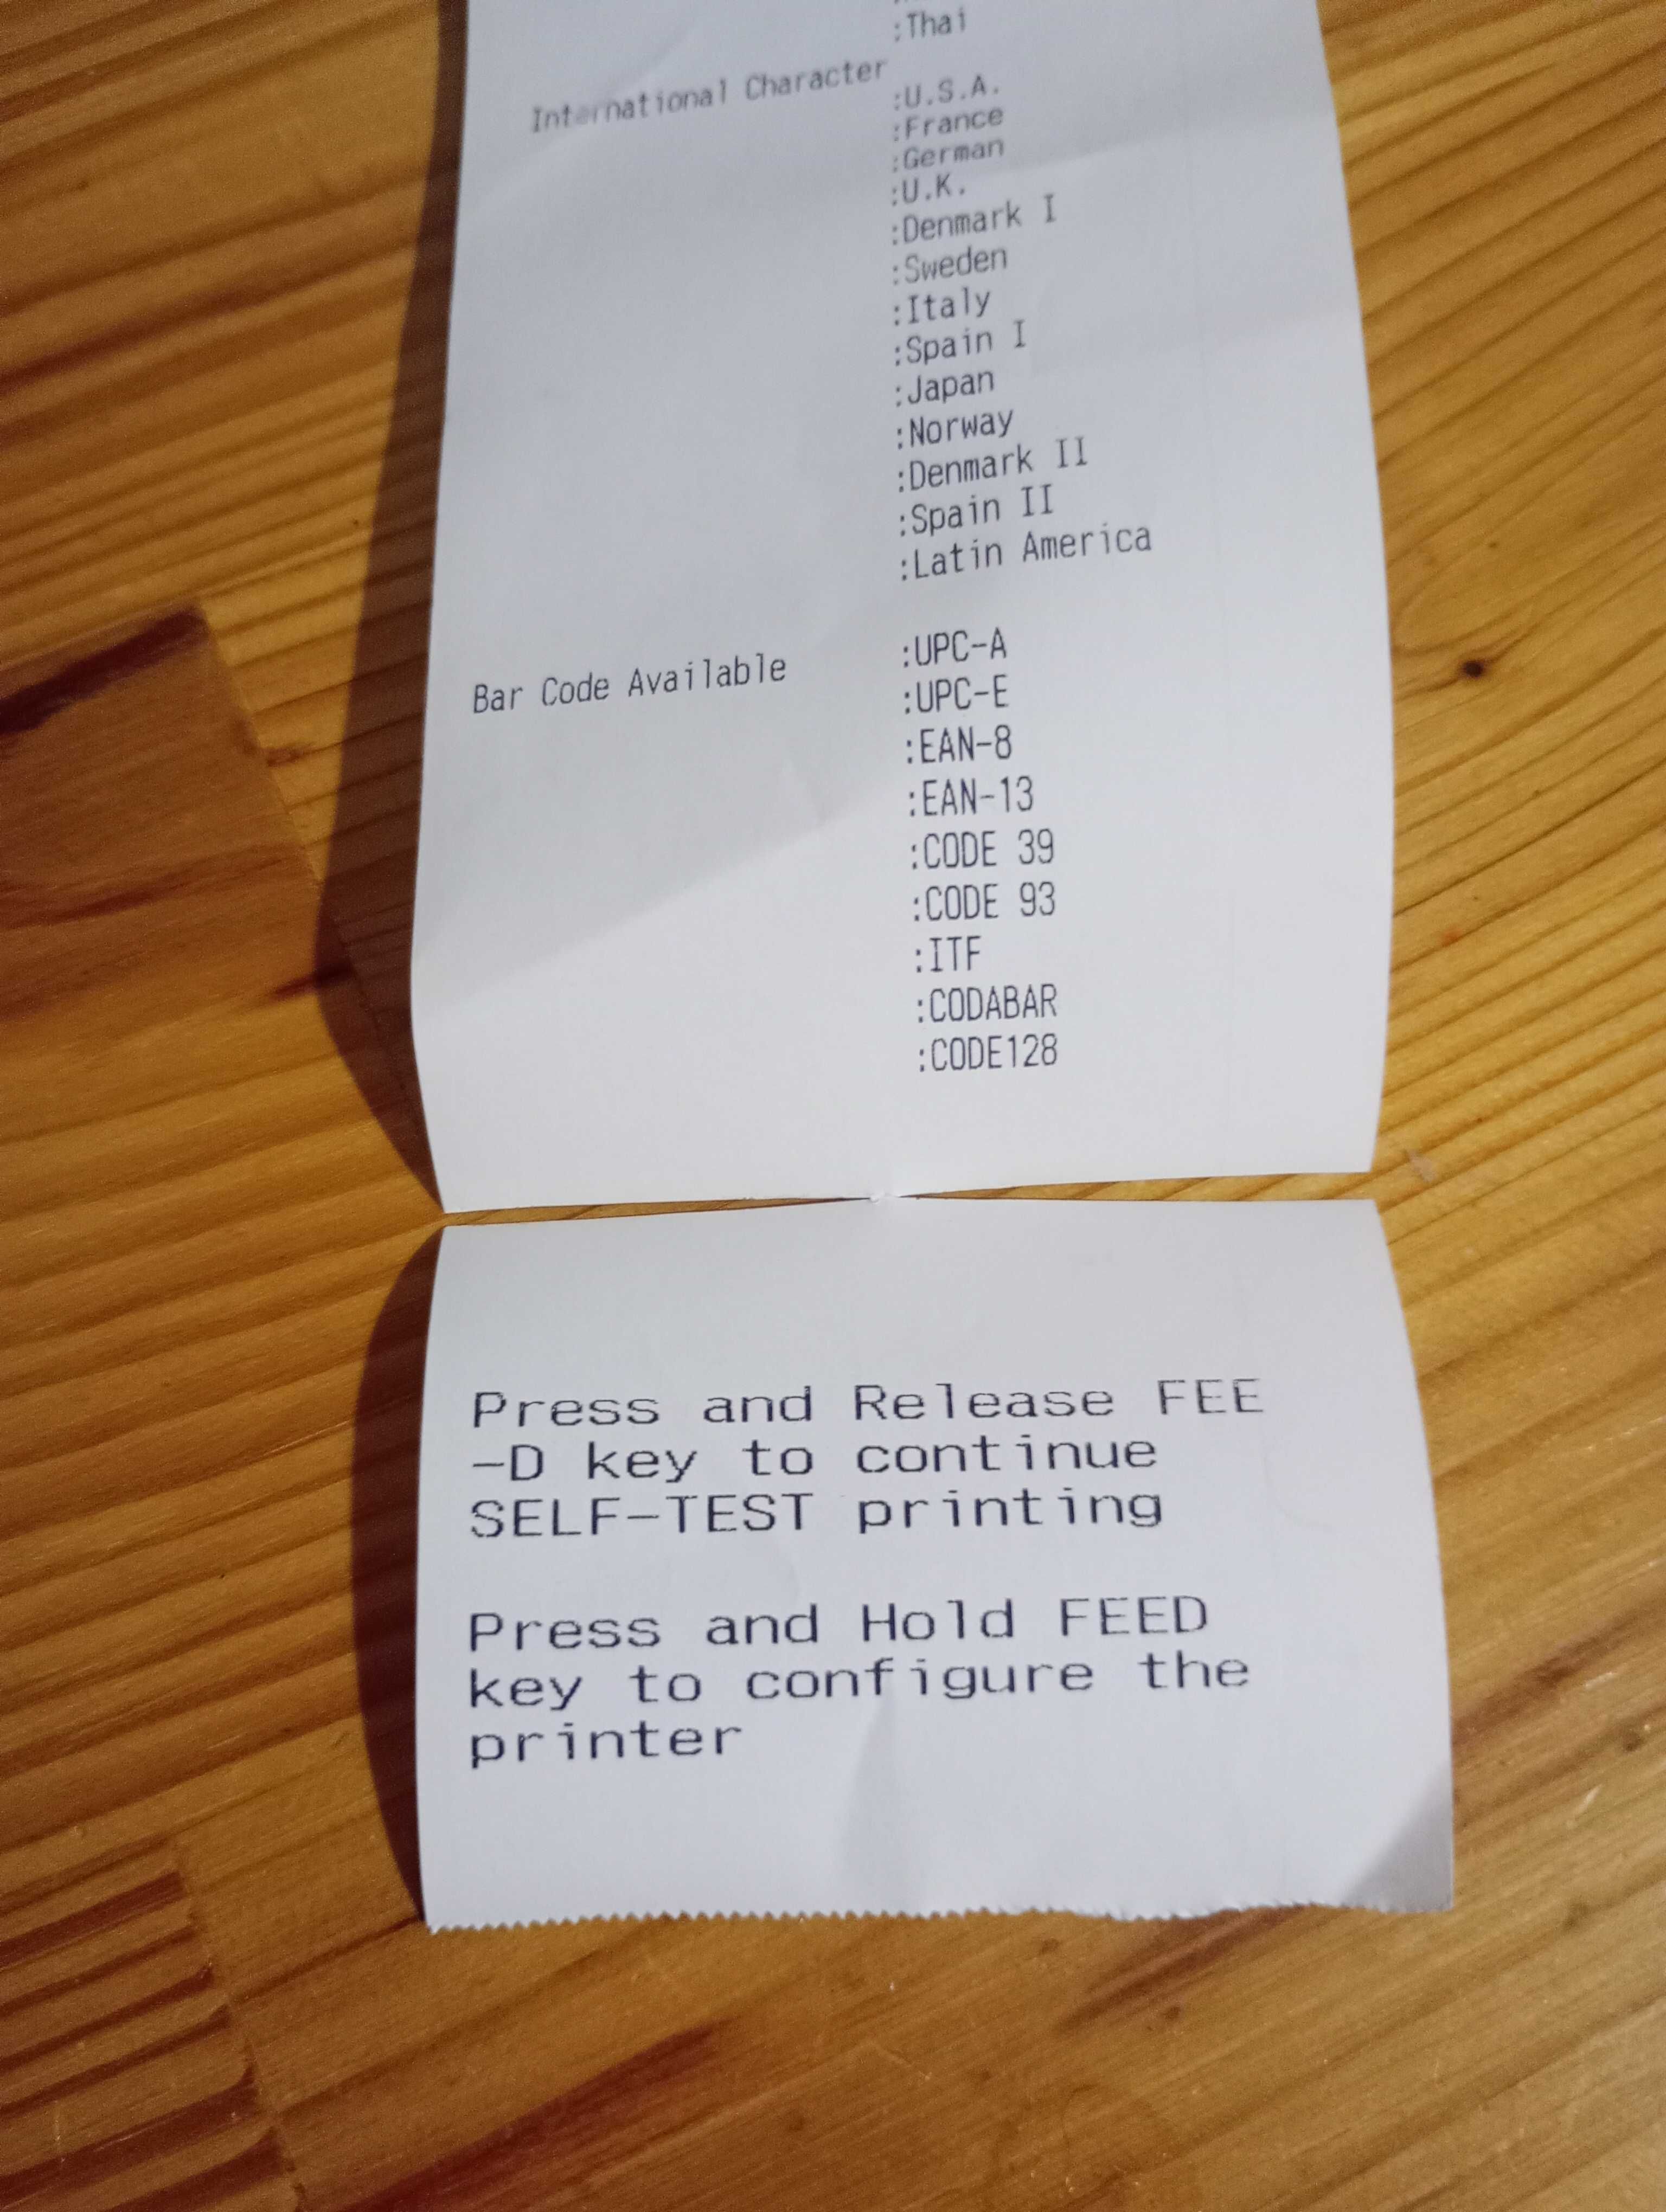 :Thai
International Character
:U.S.A.
:France
:German
:U.K.
:Denmark I
:Sweden
:Italy
:Spain I
:Japan
:Norway
:Denmark II
:Spain II
:Latin America
Bar Code Available :UPC-A
:UPC-E
:EAN-8
:EAN-13
:CODE 39
:CODE 93
:ITF
:CODABAR
:CODE128
Press and Release FEE
-D key to continue
SELF-TEST printing
Press and Hold FEED
key to configure the
printer